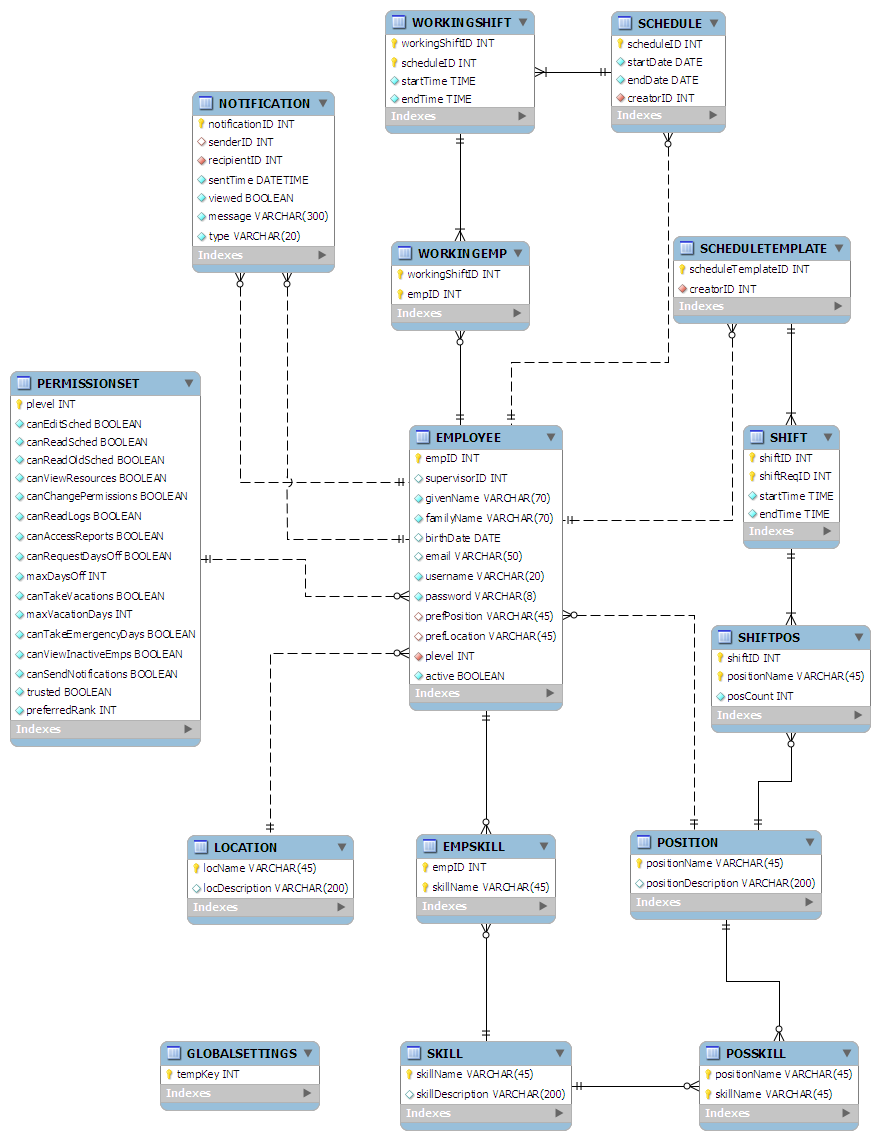 WORKINGSHIFT
workingShiftID INT
scheduleID INT
startTime TIME
endTime TIME
Indexes
SCHEDULE
scheduleID INT
startDate DATE
endDate DATE
creatorID INT
Indexes
NOTIFICATION
notificationID INT
senderID INT
recipientID INT
sentTime DATETIME
viewed BOOLEAN
message VARCHAR(300)
type VARCHAR(20)
Indexes
WORKINGEMP
workingShiftID INT
empID INT
Indexes
SCHEDULETEMPLATE
scheduleTemplateID INT
creatorID INT
Indexes
PERMISSIONSET
plevel INT
canEditSched BOOLEAN
canReadSched BOOLEAN
canReadOldSched BOOLEAN
canViewResources BOOLEAN
canChangePermissions BOOLEAN
canReadLogs BOOLEAN
canAccessReports BOOLEAN
canRequestDaysOff BOOLEAN
maxDaysOff INT
canTakeVacations BOOLEAN
maxVacationDays INT
canTakeEmergencyDays BOOLEAN
canViewInactiveEmps BOOLEAN
canSendNotifications BOOLEAN
trusted BOOLEAN
preferredRank INT
Indexes
EMPLOYEE
empID INT
supervisorID INT
givenName VARCHAR(70)
familyName VARCHAR(70)
birthDate DATE
email VARCHAR(50)
username VARCHAR(20)
password VARCHAR(8)
prefPosition VARCHAR(45)
prefLocation VARCHAR(45)
plevel INT
active BOOLEAN
Indexes
SHIFT
shiftID INT
shiftReqID INT
startTime TIME
endTime TIME
Indexes
SHIFTPOS
shiftID INT
positionName VARCHAR(45)
posCount INT
Indexes
LOCATION
locName VARCHAR(45)
locDescription VARCHAR(200)
Indexes
EMPSKILL
empID INT
skillName VARCHAR(45)
Indexes
POSITION
positionName VARCHAR(45)
positionDescription VARCHAR(200)
Indexes
GLOBALSETTINGS
tempKey INT
Indexes
SKILL
skillName VARCHAR(45)
skillDescription VARCHAR(200)
Indexes
POSSKILL
positionName VARCHAR(45)
skillName VARCHAR(45)
Indexes